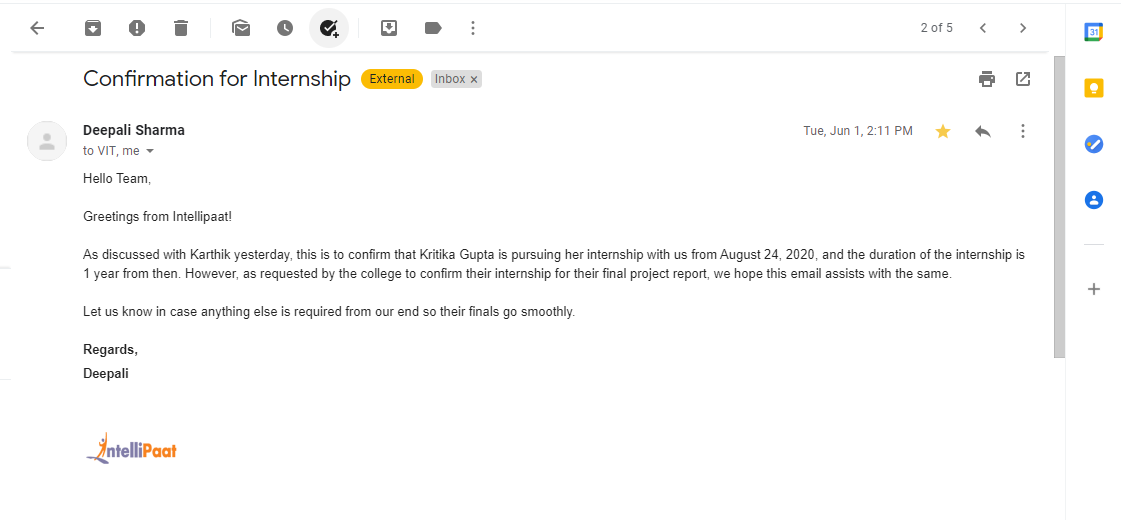 2 of 5
31
Confirmation for Internship External Inbox ×
Deepali Sharma
Tue, Jun 1, 2:11 PM
to VIT, me
Hello Team,
Greetings from Intellipaat!
As discussed with Karthik yesterday, this is to confirm that Kritika Gupta is pursuing her internship with us from August 24, 2020, and the duration of the internship is
1 year from then. However, as requested by the college to confirm their internship for their final project report, we hope this email assists with the same.
Let us know in case anything else is required from our end so their finals go smoothly.
Regards,
Deepali
IntelliPaat